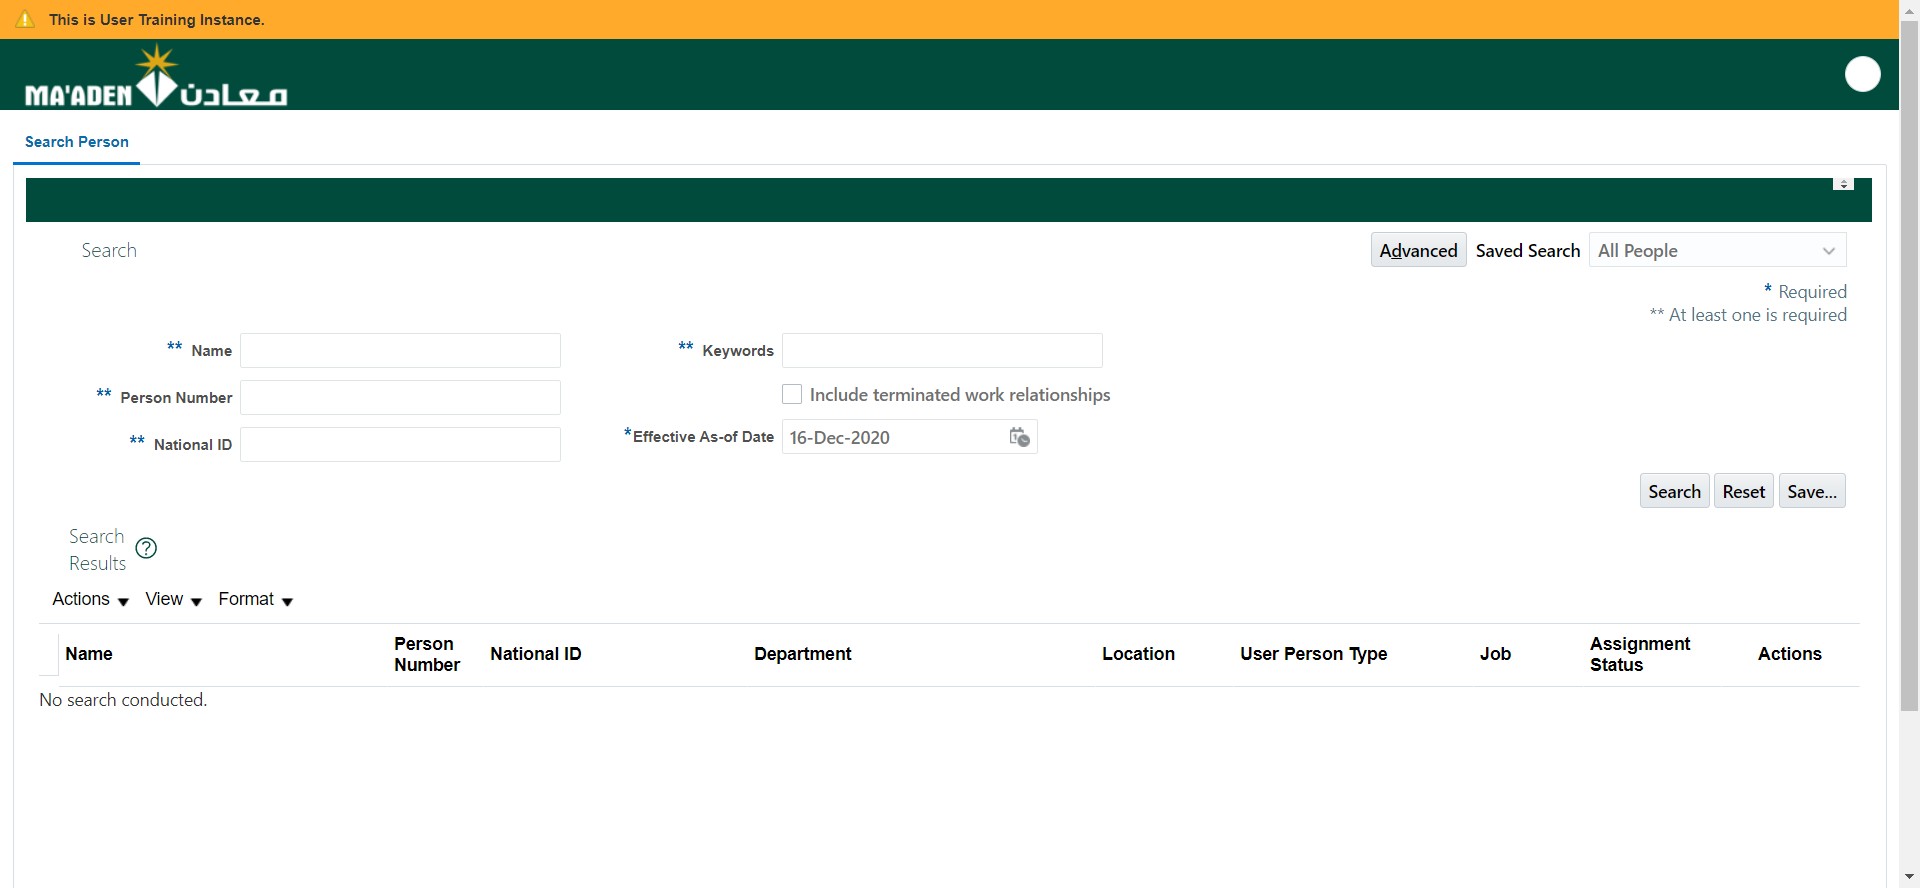 This is User Training Instance.
MA'ADEN معادن
Search Person
Search
Advanced Saved Search All People
* Required
** At least one is required
** Name
** Keywords
** Person Number
Include terminated work relationships
** National ID
*Effective As-of Date 16-Dec-2020
Search Reset Save...
Search
Results
Actions View Format
Name Person Number National ID Department Location User Person Type Job Assignment Status Actions
No search conducted.